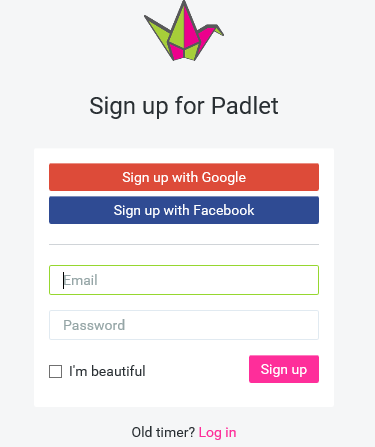 Sign up for Padlet
Sign up with Google
Sign up with Facebook
Email
Password
I'm beautiful
Sign up
Old timer? Log in